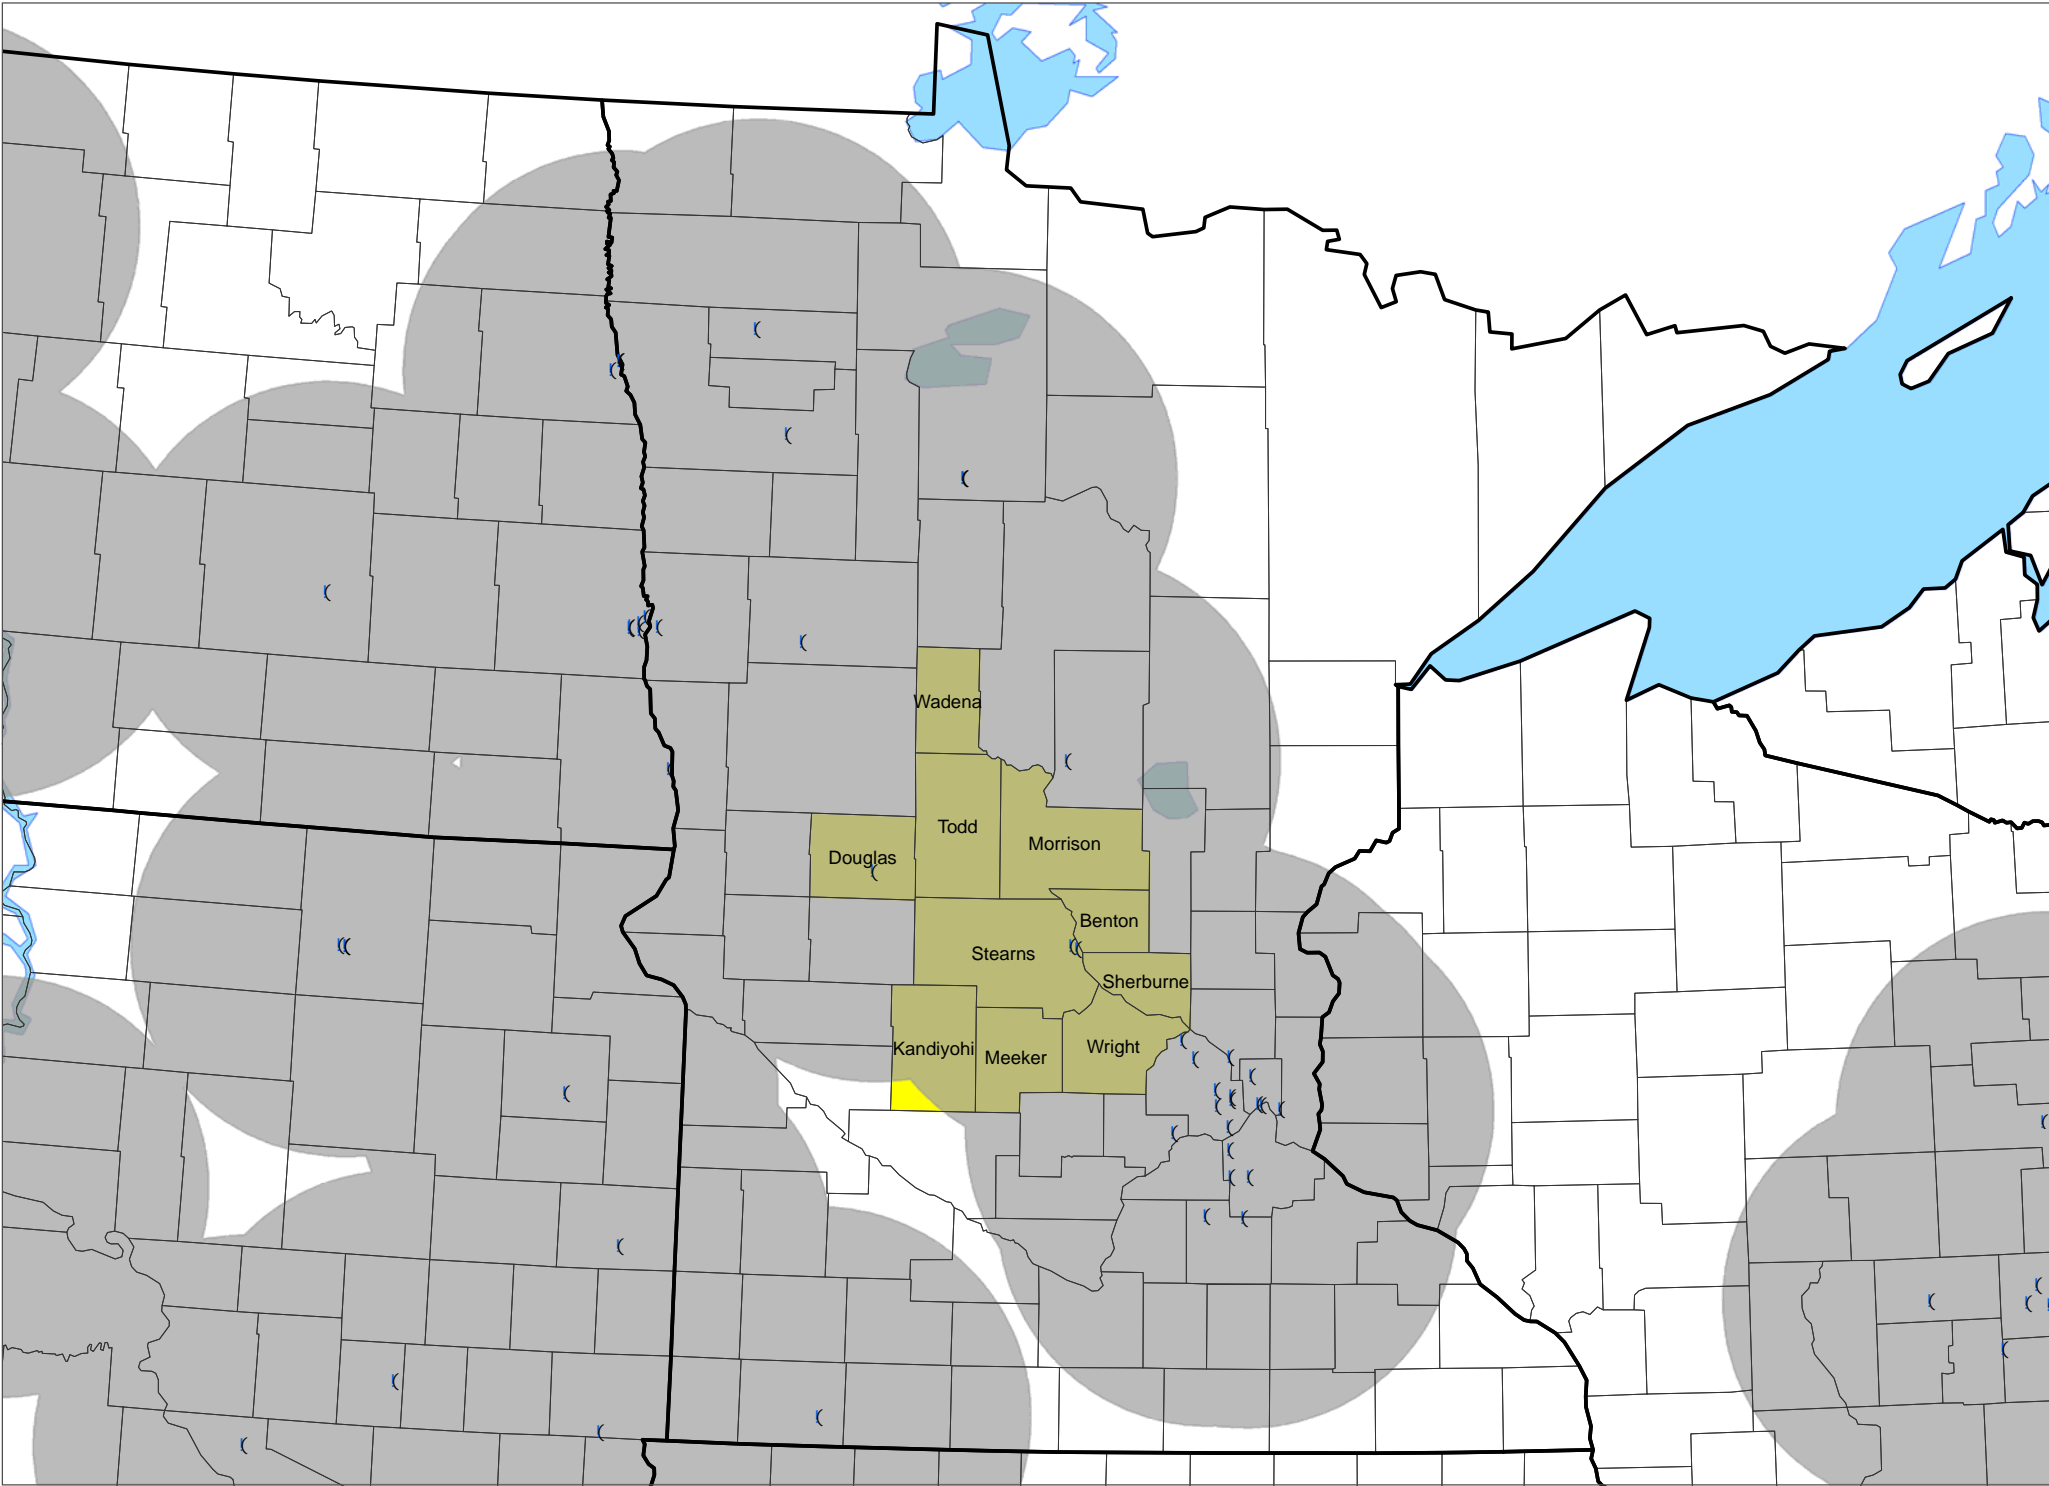 Wadena
Todd
Morrison
Douglas
Benton
Stearns
Sherburne
Kandiyohi
Meeker
Wright